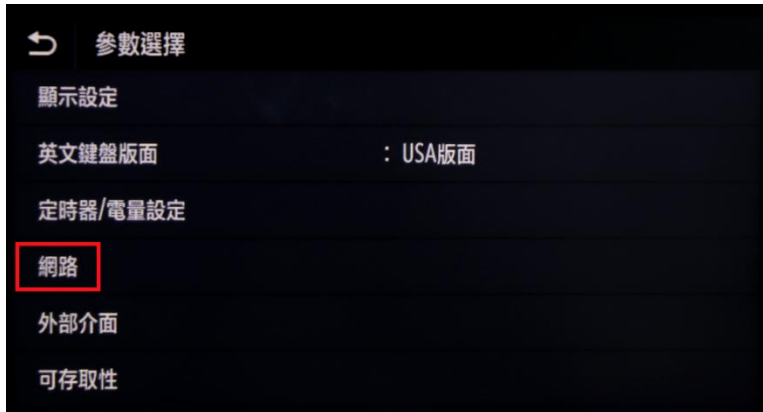 參數選擇
顯示設定
英文鍵盤版面 : USA版面
定時器/電量設定
網路
外部介面
可存取性